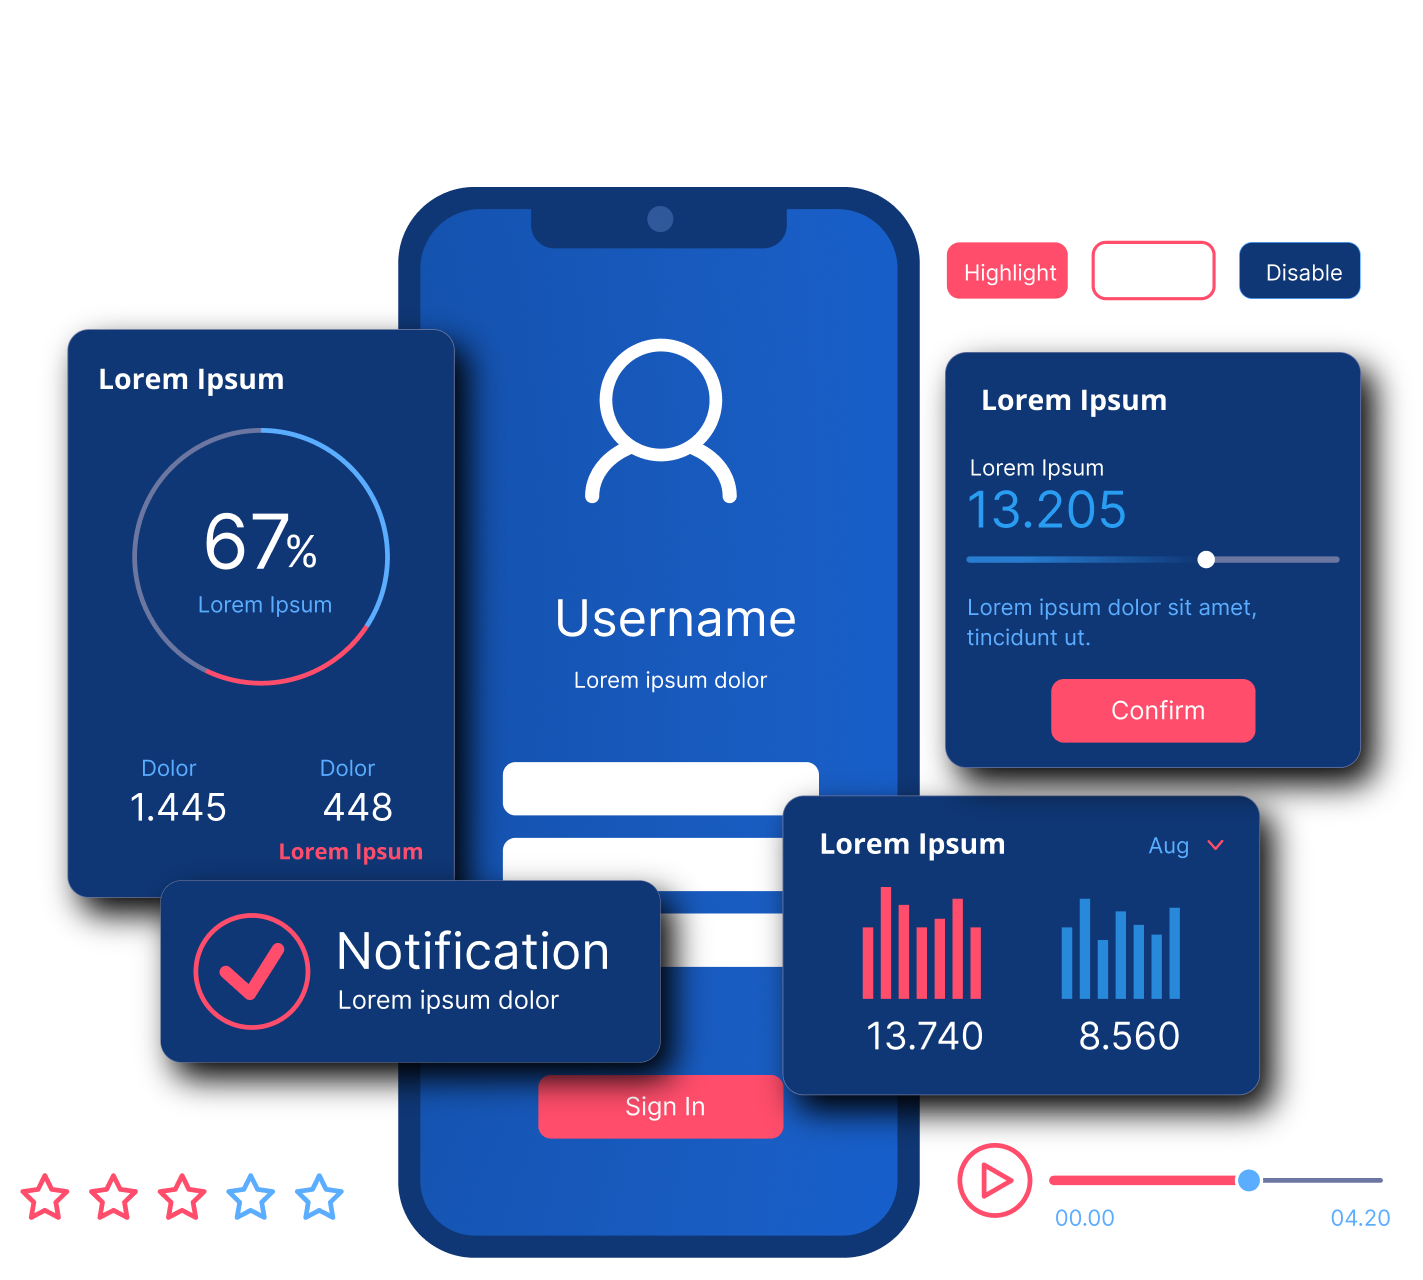 Highlight
Disable
Lorem Ipsum
67%
Lorem Ipsum
Dolor
1.445
Dolor
448
Lorem Ipsum
Username
Lorem ipsum dolor
Sign In
Lorem Ipsum
Lorem Ipsum
13.205
Lorem ipsum dolor sit amet,
tincidunt ut.
Confirm
Lorem Ipsum
Aug
13.740
8.560
Notification
Lorem ipsum dolor
00.00
04.20